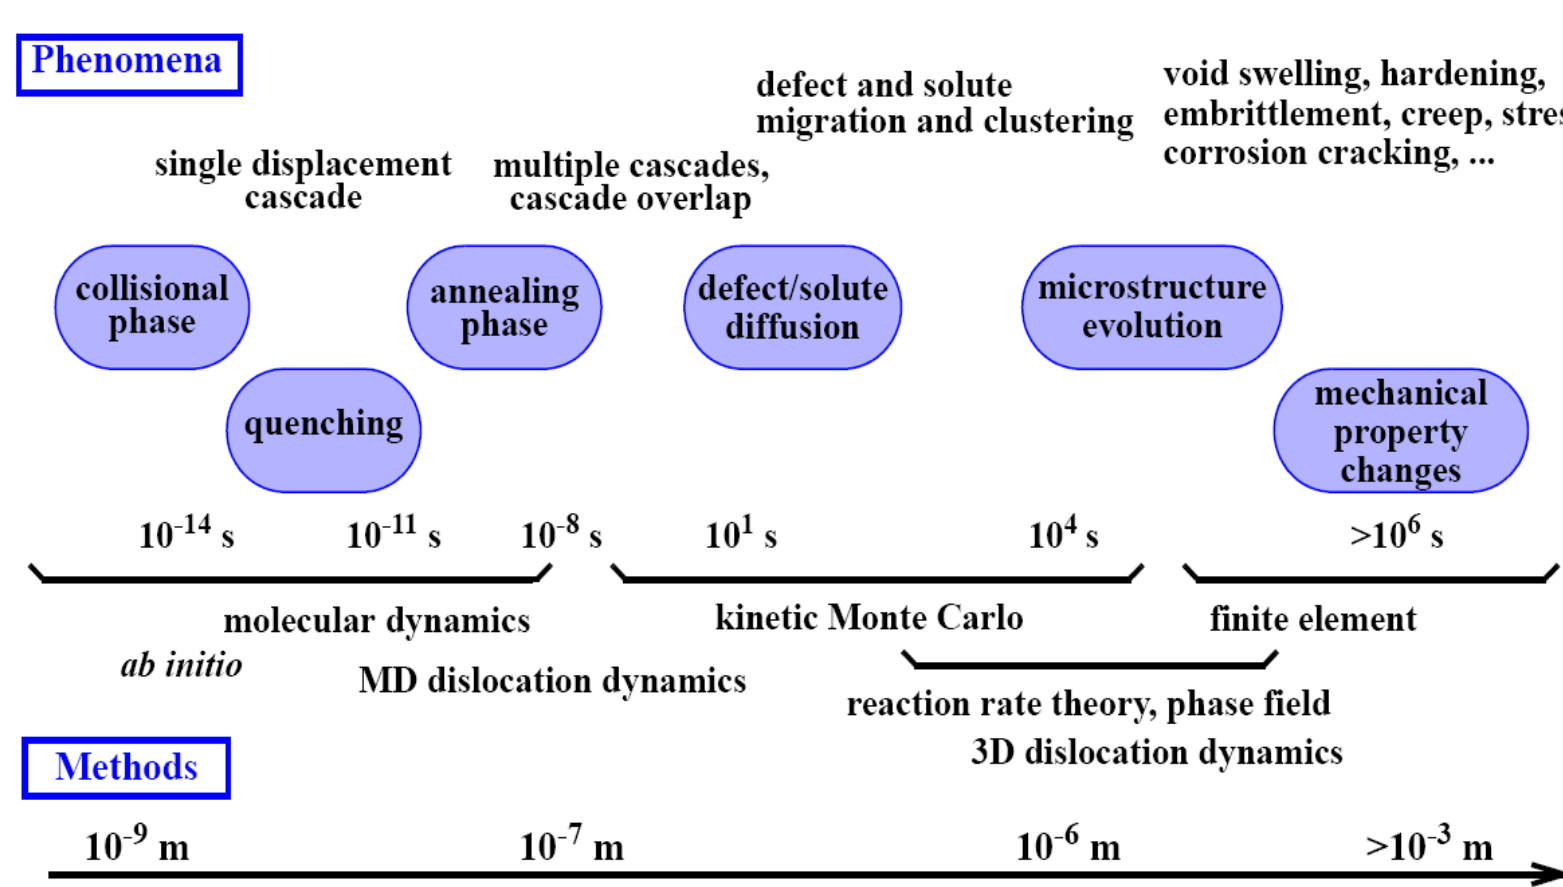 Phenomena
defect and solute
migration and clustering
void swelling, hardening,
embrittlement, creep, stres
corrosion cracking, ...
single displacement
cascade
multiple cascades,
cascade overlap
collisional
phase
annealing
phase
defect/solute
diffusion
microstructure
evolution
quenching
mechanical
property
changes
10⁻¹⁴ s
10⁻¹¹ s
10⁻⁸ s
10¹ s
10⁴ s
>10⁶ s
molecular dynamics
kinetic Monte Carlo
finite element
ab initio
MD dislocation dynamics
reaction rate theory, phase field
3D dislocation dynamics
Methods
10⁻⁹ m
10⁻⁷ m
10⁻⁶ m
>10⁻³ m